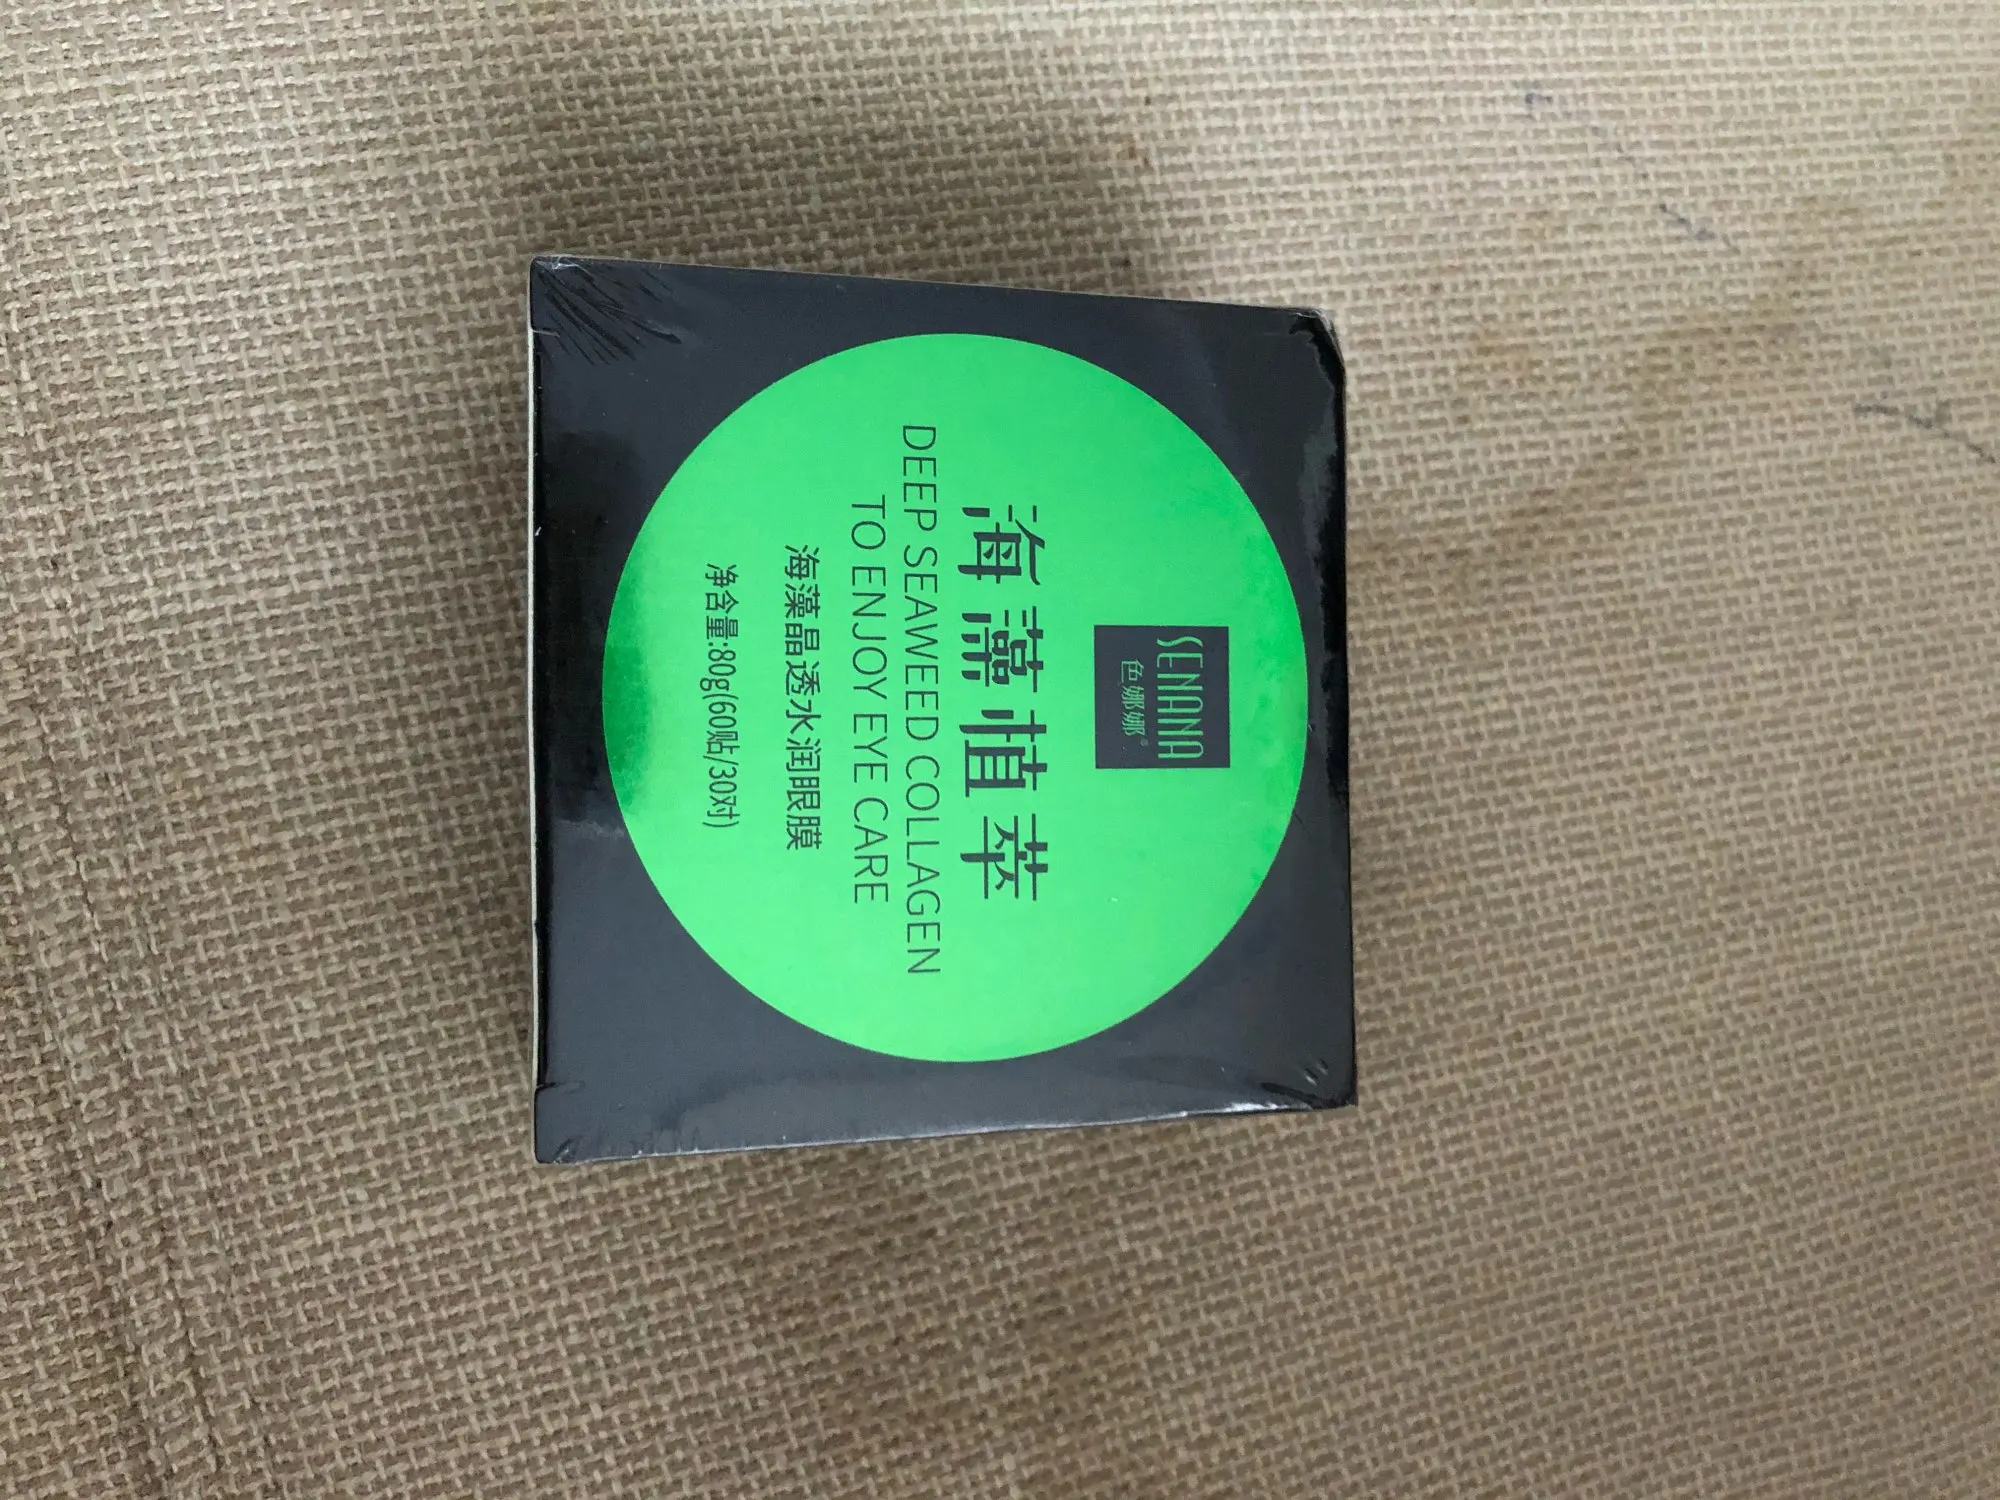 SENANA
色娜娜®
海藻植萃
DEEP SEAWEED COLLAGEN
TO ENJOY EYE CARE
海藻晶透水润眼膜
净含量:80g(60贴/30对)